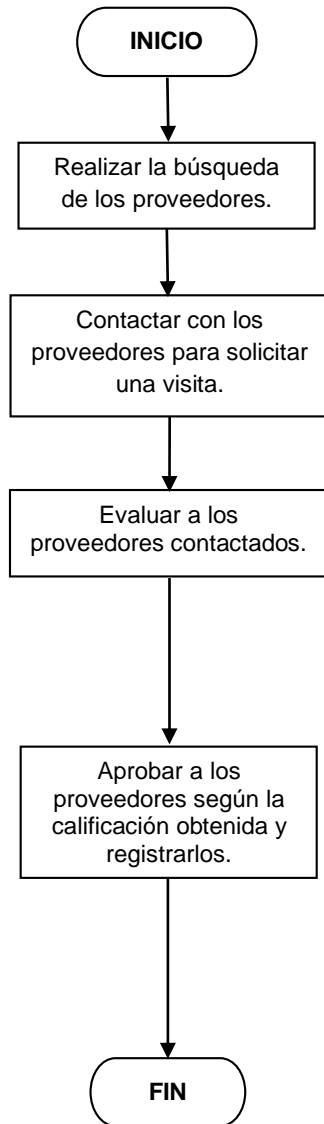 INICIO
Realizar la búsqueda
de los proveedores.
Contactar con los
proveedores para solicitar
una visita.
Evaluar a los
proveedores contactados.
Aprobar a los
proveedores según la
calificación obtenida y
registrarlos.
FIN